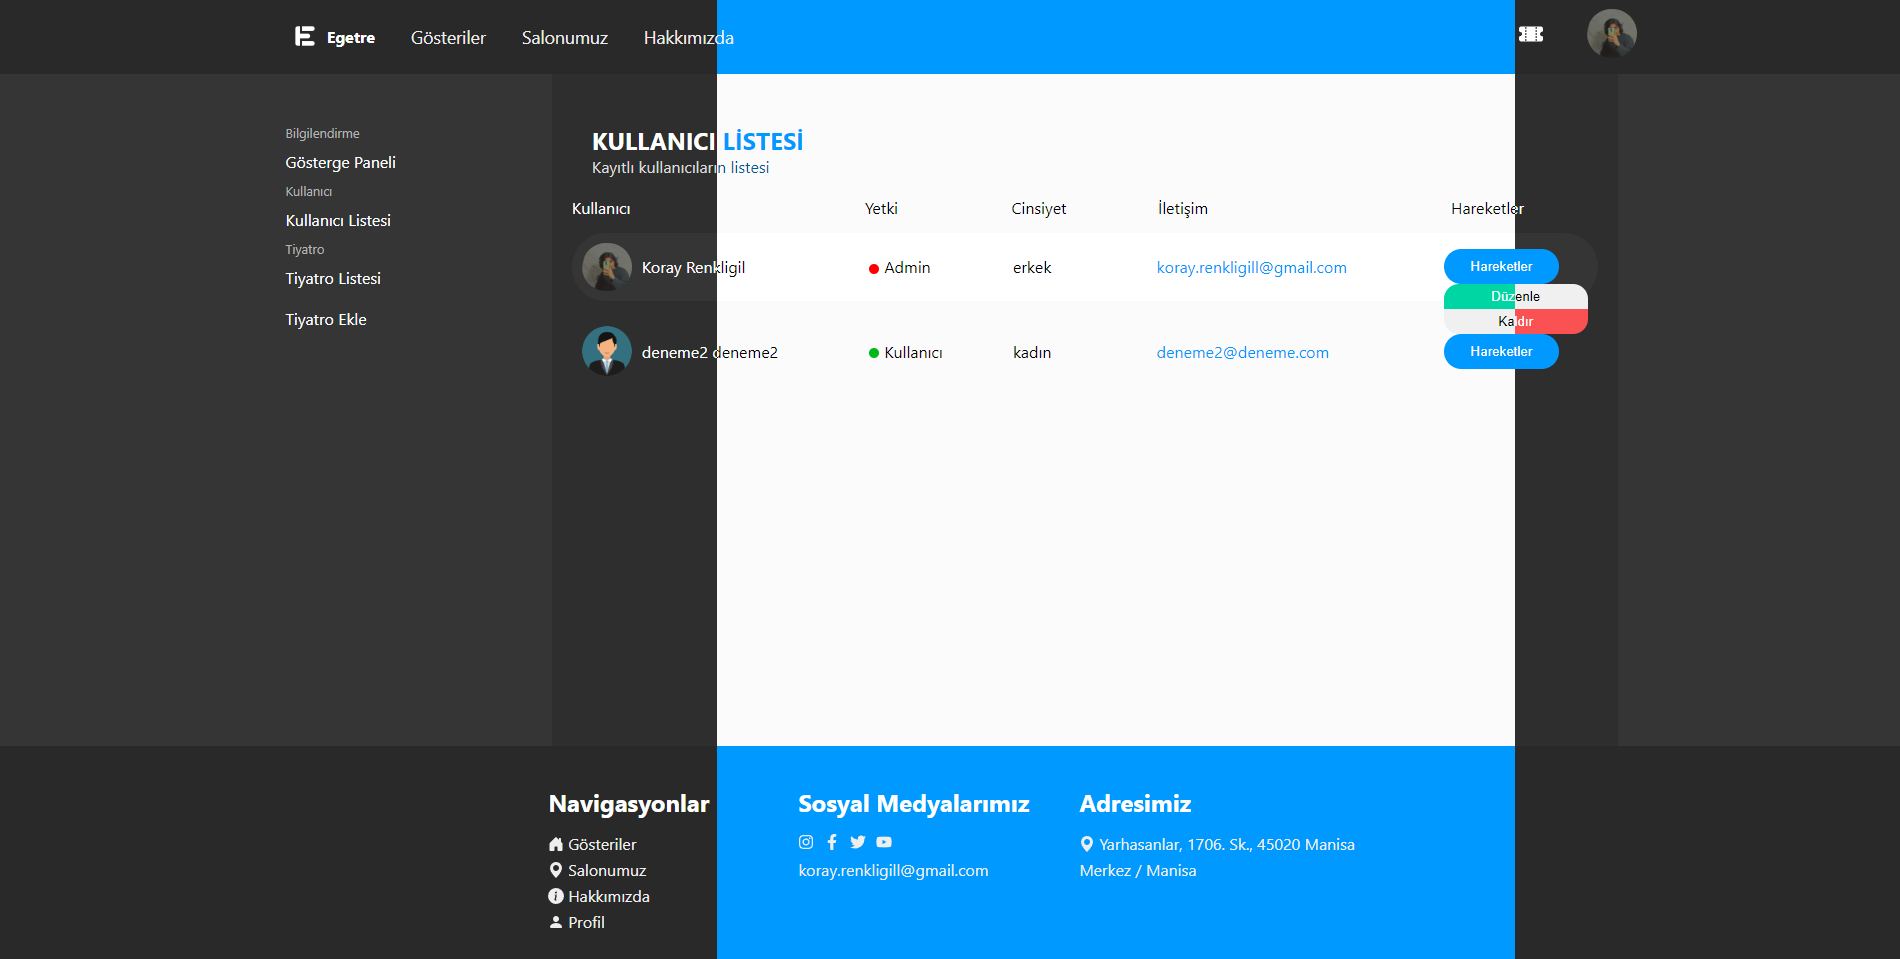 Egetre Gösteriler Salonumuz Hakkımızda
Bilgilendirme
Gösterge Paneli
Kullanıcı
Kullanıcı Listesi
Tiyatro
Tiyatro Listesi
Tiyatro Ekle
KULLANICI LİSTESİ
Kayıtlı kullanıcıların listesi
Kullanıcı Yetki Cinsiyet İletişim Hareketler
Koray Renkligil Admin erkek koray.renkligill@gmail.com Hareketler
Düzenle
Kaldır
deneme2 deneme2 Kullanıcı kadın deneme2@deneme.com Hareketler
Navigasyonlar
Gösteriler
Salonumuz
Hakkımızda
Profil
Sosyal Medyalarımız
koray.renkligill@gmail.com
Adresimiz
Yarhasanlar, 1706. Sk., 45020 Manisa
Merkez / Manisa